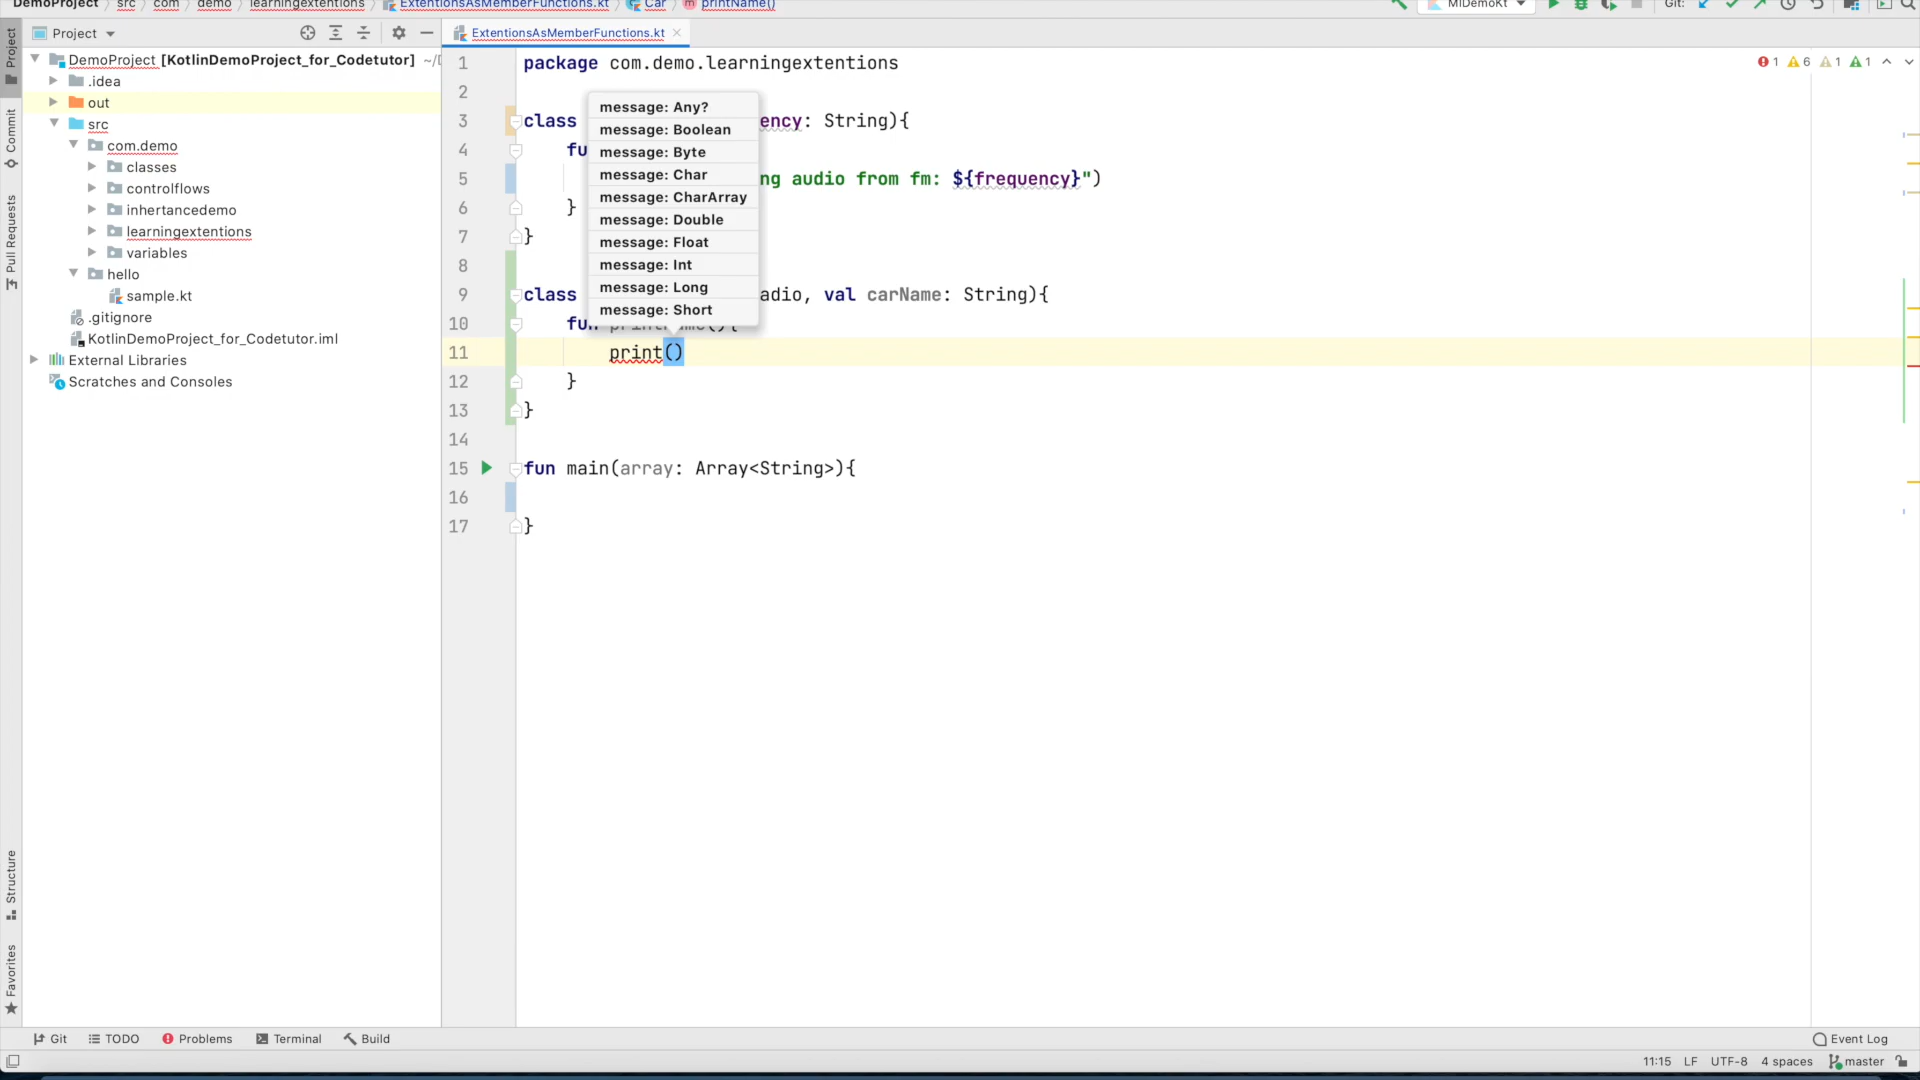 DemoProject src com demo learningextentions ExtentionsAsMemberFunctions.kt Car printName()
MIDemoKt Git:
Project
ExtentionsAsMemberFunctions.kt
Project
Commit
Pull Requests
Structure
Favorites
DemoProject [KotlinDemoProject_for_Codetutor] ~/D
.idea
out
src
com.demo
classes
controlflows
inhertancedemo
learningextentions
variables
hello
sample.kt
.gitignore
KotlinDemoProject_for_Codetutor.iml
External Libraries
Scratches and Consoles
1 package com.demo.learningextentions
1 6 1 1
2
3 class ency: String){
4 fu
5 ng audio from fm: ${frequency}")
6 }
7 }
8
9 class adio, val carName: String){
10 fun printName(){
11 print()
12 }
13 }
14
15 fun main(array: Array<String>){
16
17 }
message: Any?
message: Boolean
message: Byte
message: Char
message: CharArray
message: Double
message: Float
message: Int
message: Long
message: Short
Git TODO Problems Terminal Build Event Log
11:15 LF UTF-8 4 spaces master